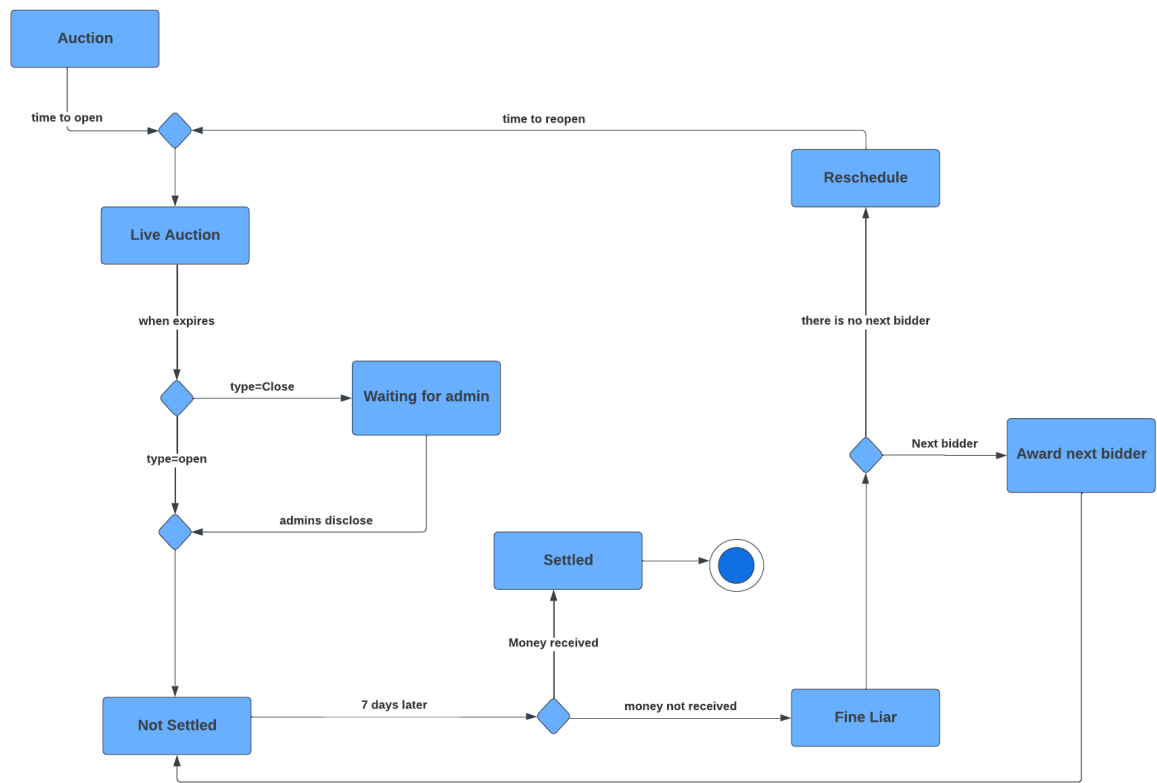 Auction
time to open
time to reopen
Reschedule
Live Auction
when expires
there is no next bidder
type=Close
Waiting for admin
type=open
Next bidder
Award next bidder
admins disclose
Settled
Money received
7 days later
money not received
Not Settled
Fine Liar